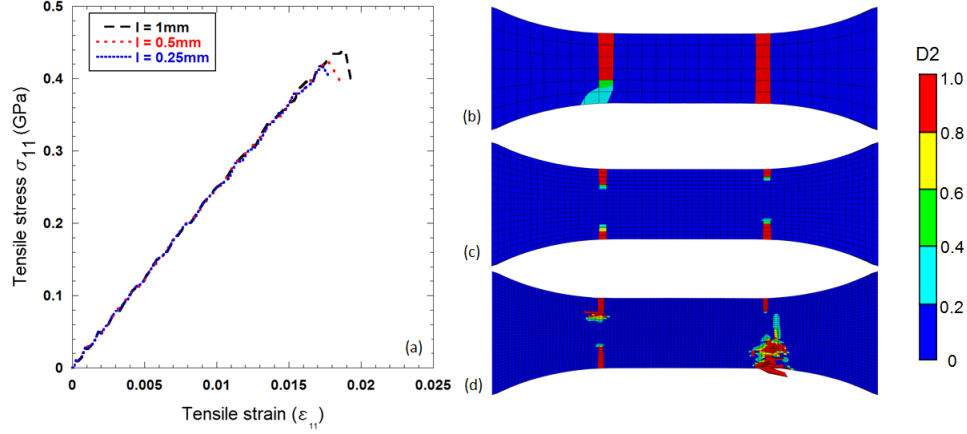 0.5
0.4
0.3
0.2
0.1
0
Tensile stress σ11 (GPa)
l = 1mm
l = 0.5mm
l = 0.25mm
(a)
0
0.005
0.01
0.015
0.02
0.025
Tensile strain (ε11)
(b)
(c)
(d)
D2
1.0
0.8
0.6
0.4
0.2
0